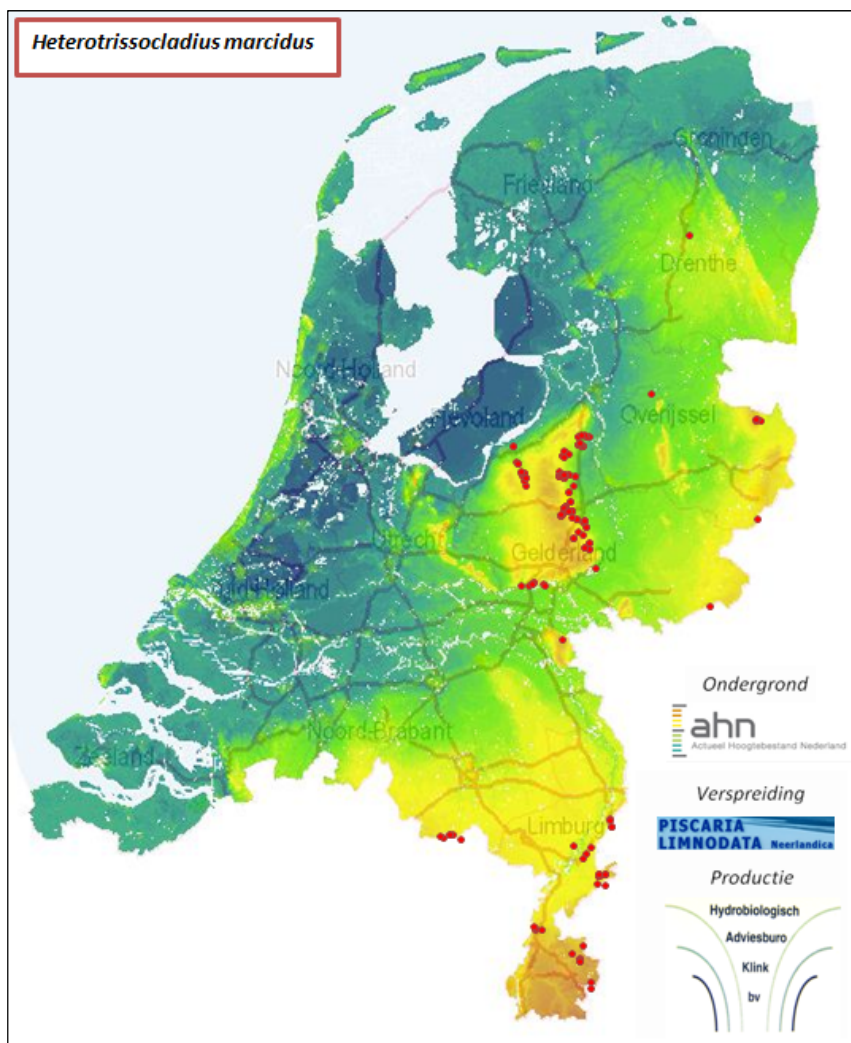 Heterotrissocladius marcidus
Groningen
Friesland
Drenthe
Noord-Holland
Flevoland
Overijssel
Utrecht
Gelderland
Zuid-Holland
Noord-Brabant
Zeeland
Limburg
Ondergrond
ahn
Actueel Hoogtebestand Nederland
Verspreiding
PISCARIA
LIMNODATA Neerlandica
Productie
Hydrobiologisch
Adviesburo
Klink
bv